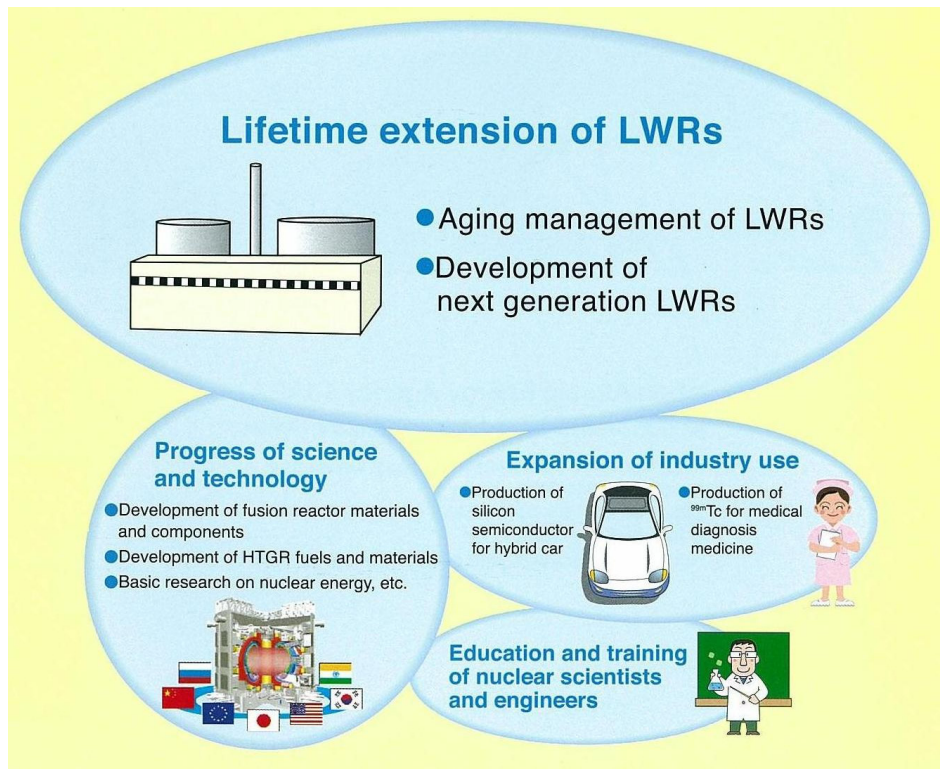 Lifetime extension of LWRs
●Aging management of LWRs
●Development of
next generation LWRs
Progress of science
and technology
●Development of fusion reactor materials
and components
●Development of HTGR fuels and materials
●Basic research on nuclear energy, etc.
Expansion of industry use
●Production of
silicon
semiconductor
for hybrid car
●Production of
⁹⁹ᵐTc for medical
diagnosis
medicine
Education and training
of nuclear scientists
and engineers